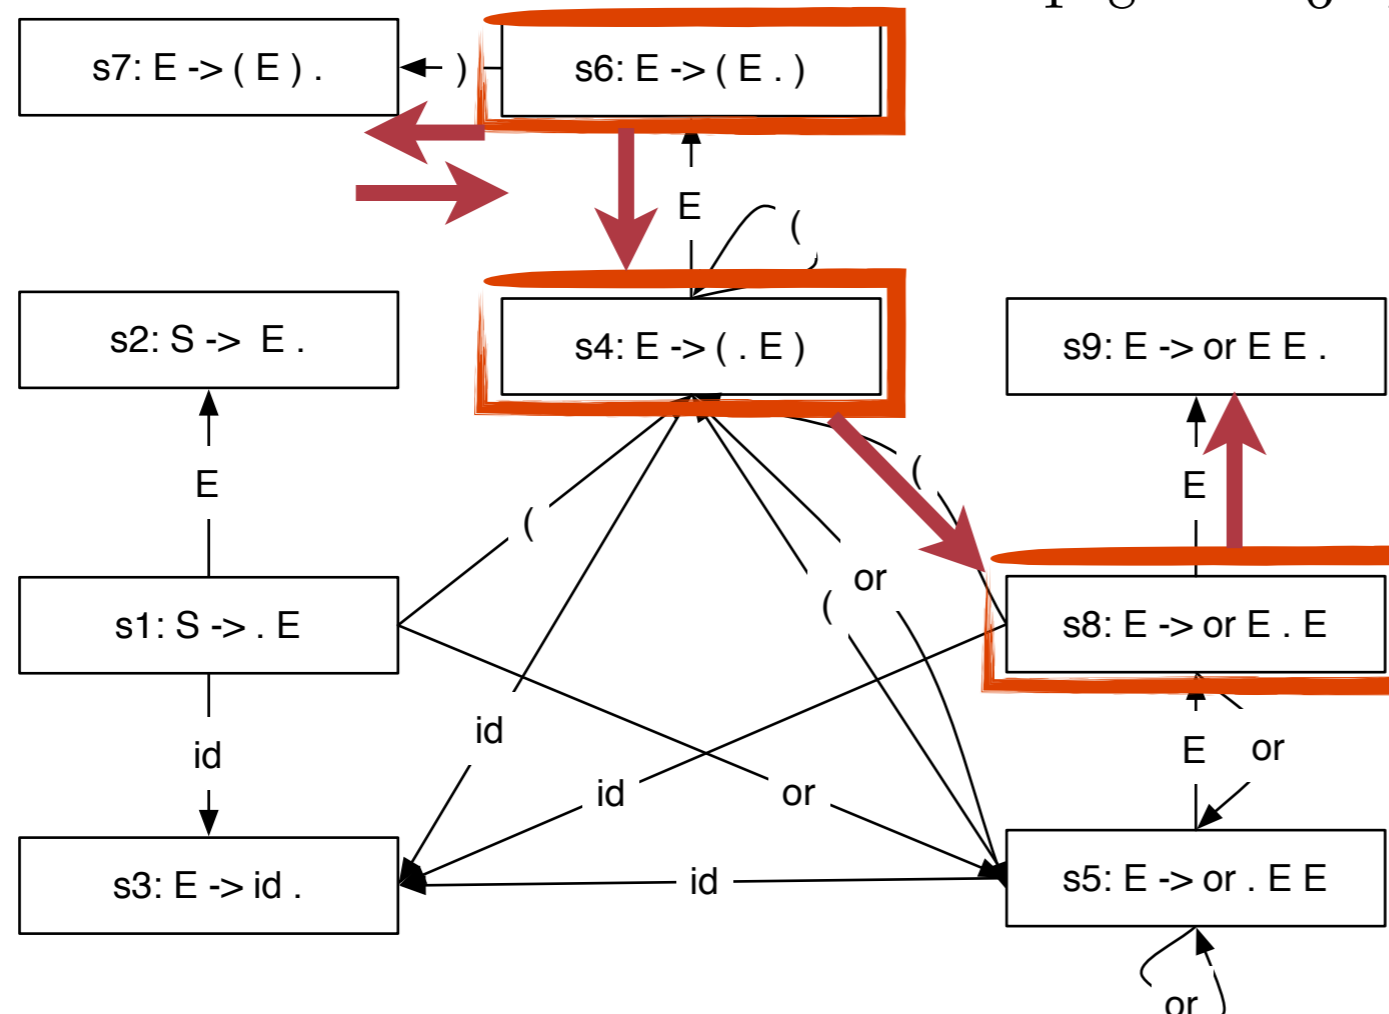 s7: E -> ( E ) .
)
s6: E -> ( E . )
E
(
s2: S -> E .
s4: E -> ( . E )
s9: E -> or E E .
E
(
(
E
s1: S -> . E
or
(
s8: E -> or E . E
id
id
id
or
E
or
s3: E -> id .
id
s5: E -> or . E E
or